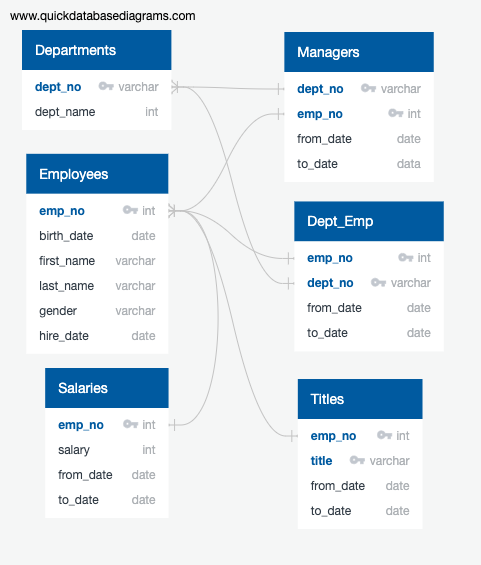 www.quickdatabasediagrams.com
Departments
dept_no varchar
dept_name int
Managers
dept_no varchar
emp_no int
from_date date
to_date data
Employees
emp_no int
birth_date date
first_name varchar
last_name varchar
gender varchar
hire_date date
Dept_Emp
emp_no int
dept_no varchar
from_date date
to_date date
Salaries
emp_no int
salary int
from_date date
to_date date
Titles
emp_no int
title varchar
from_date date
to_date date